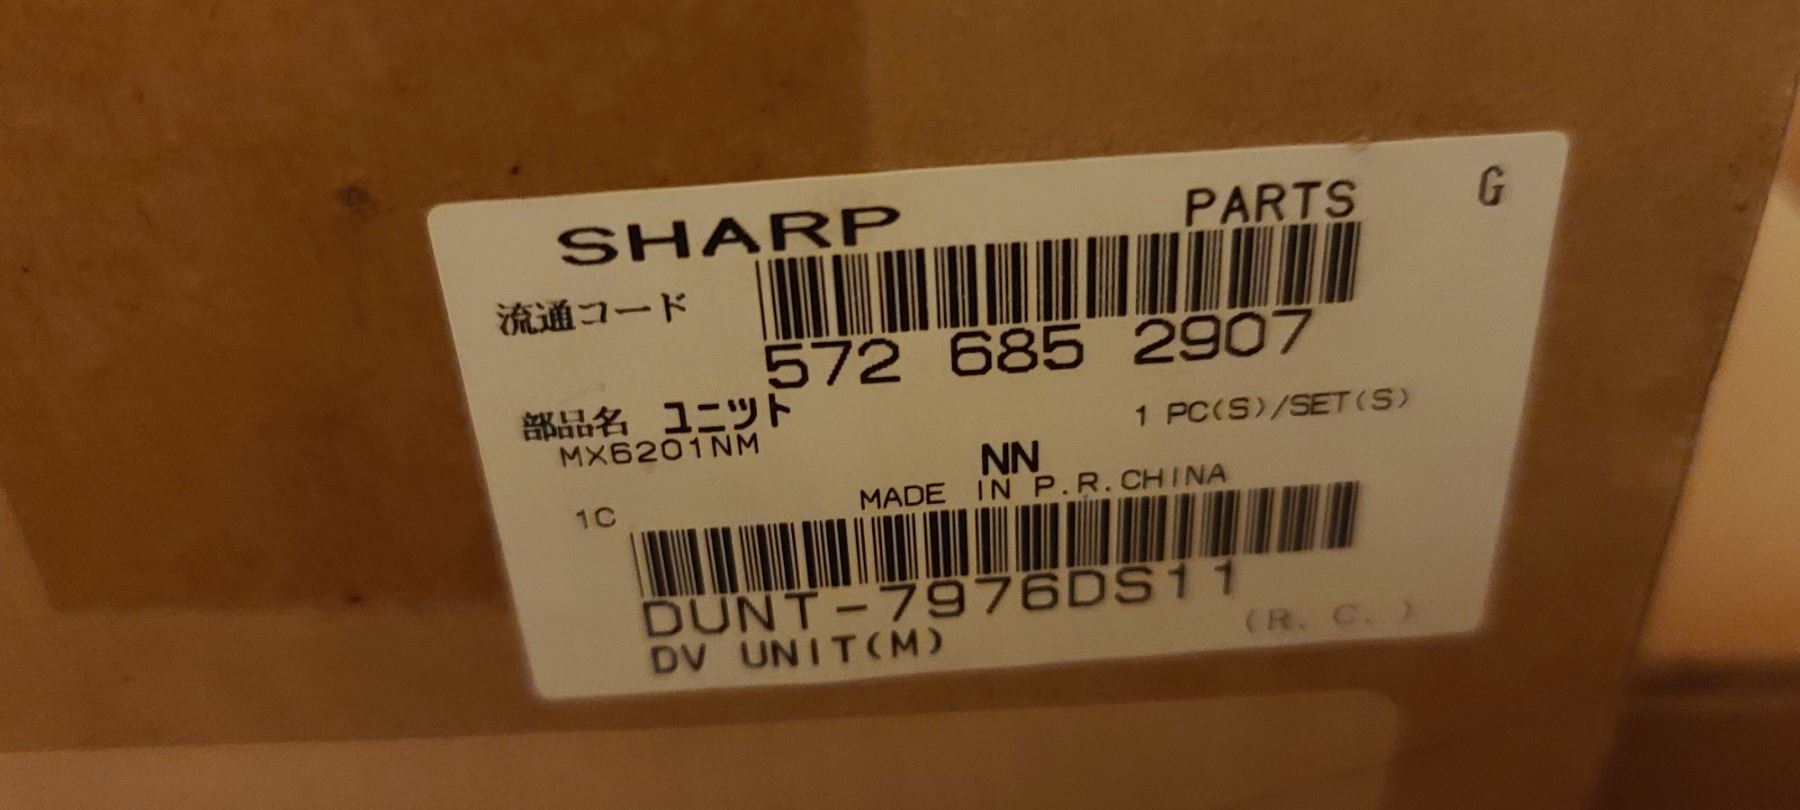 SHARP PARTS G
流通コード
572 685 2907
部品名 ユニット 1 PC(S)/SET(S)
MX6201NM NN
MADE IN P.R.CHINA
1C
DUNT-7976DS11
DV UNIT(M) (R. C. )